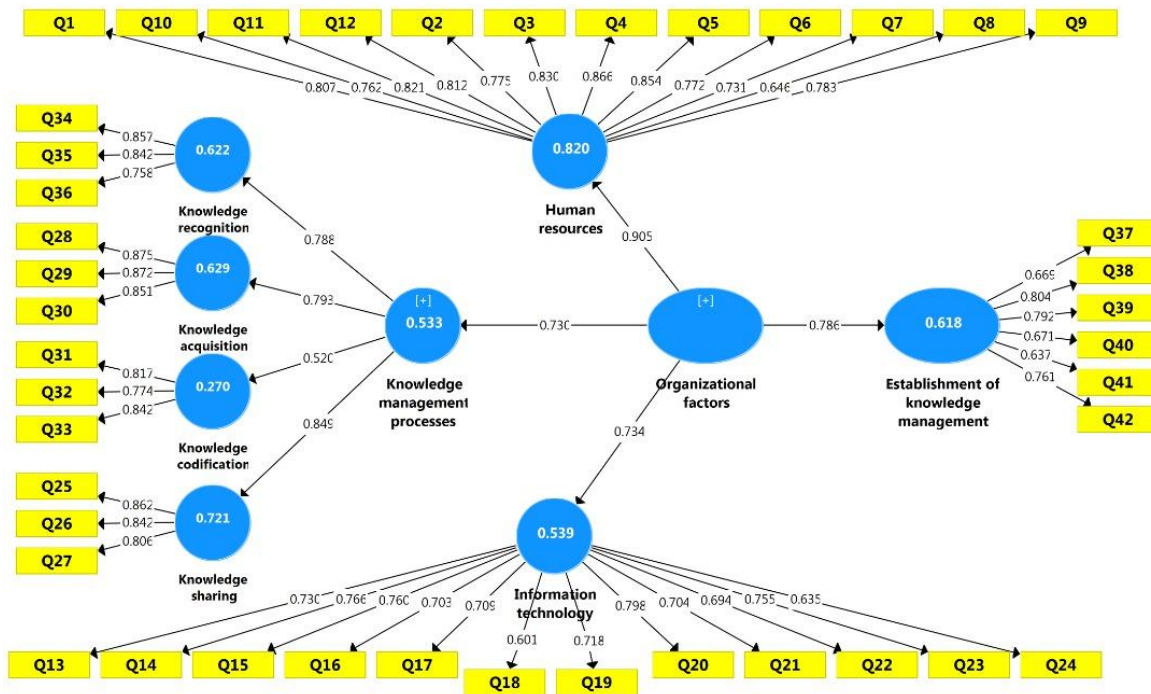 Q1 Q10 Q11 Q12 Q2 Q3 Q4 Q5 Q6 Q7 Q8 Q9
0.807 0.762 0.821 0.812 0.775 0.830 0.866 0.854 0.772 0.731 0.646 0.783
0.820
Human
resources
Q34
Q35
Q36
0.857
0.842
0.758
0.622
Knowledge
recognition
Q28
Q29
Q30
0.875
0.872
0.851
0.629
Knowledge
acquisition
Q31
Q32
Q33
0.817
0.774
0.842
0.270
Knowledge
codification
Q25
Q26
Q27
0.862
0.842
0.806
0.721
Knowledge
sharing
0.788
0.793
0.520
0.849
[+]
0.533
Knowledge
management
processes
0.730
0.905
[+]
Organizational
factors
0.786
0.734
0.618
Establishment of
knowledge
management
0.669
0.804
0.792
0.671
0.637
0.761
Q37
Q38
Q39
Q40
Q41
Q42
0.539
Information
technology
0.730 0.766 0.760 0.703 0.709 0.601 0.718 0.798 0.704 0.694 0.755 0.635
Q13 Q14 Q15 Q16 Q17 Q18 Q19 Q20 Q21 Q22 Q23 Q24